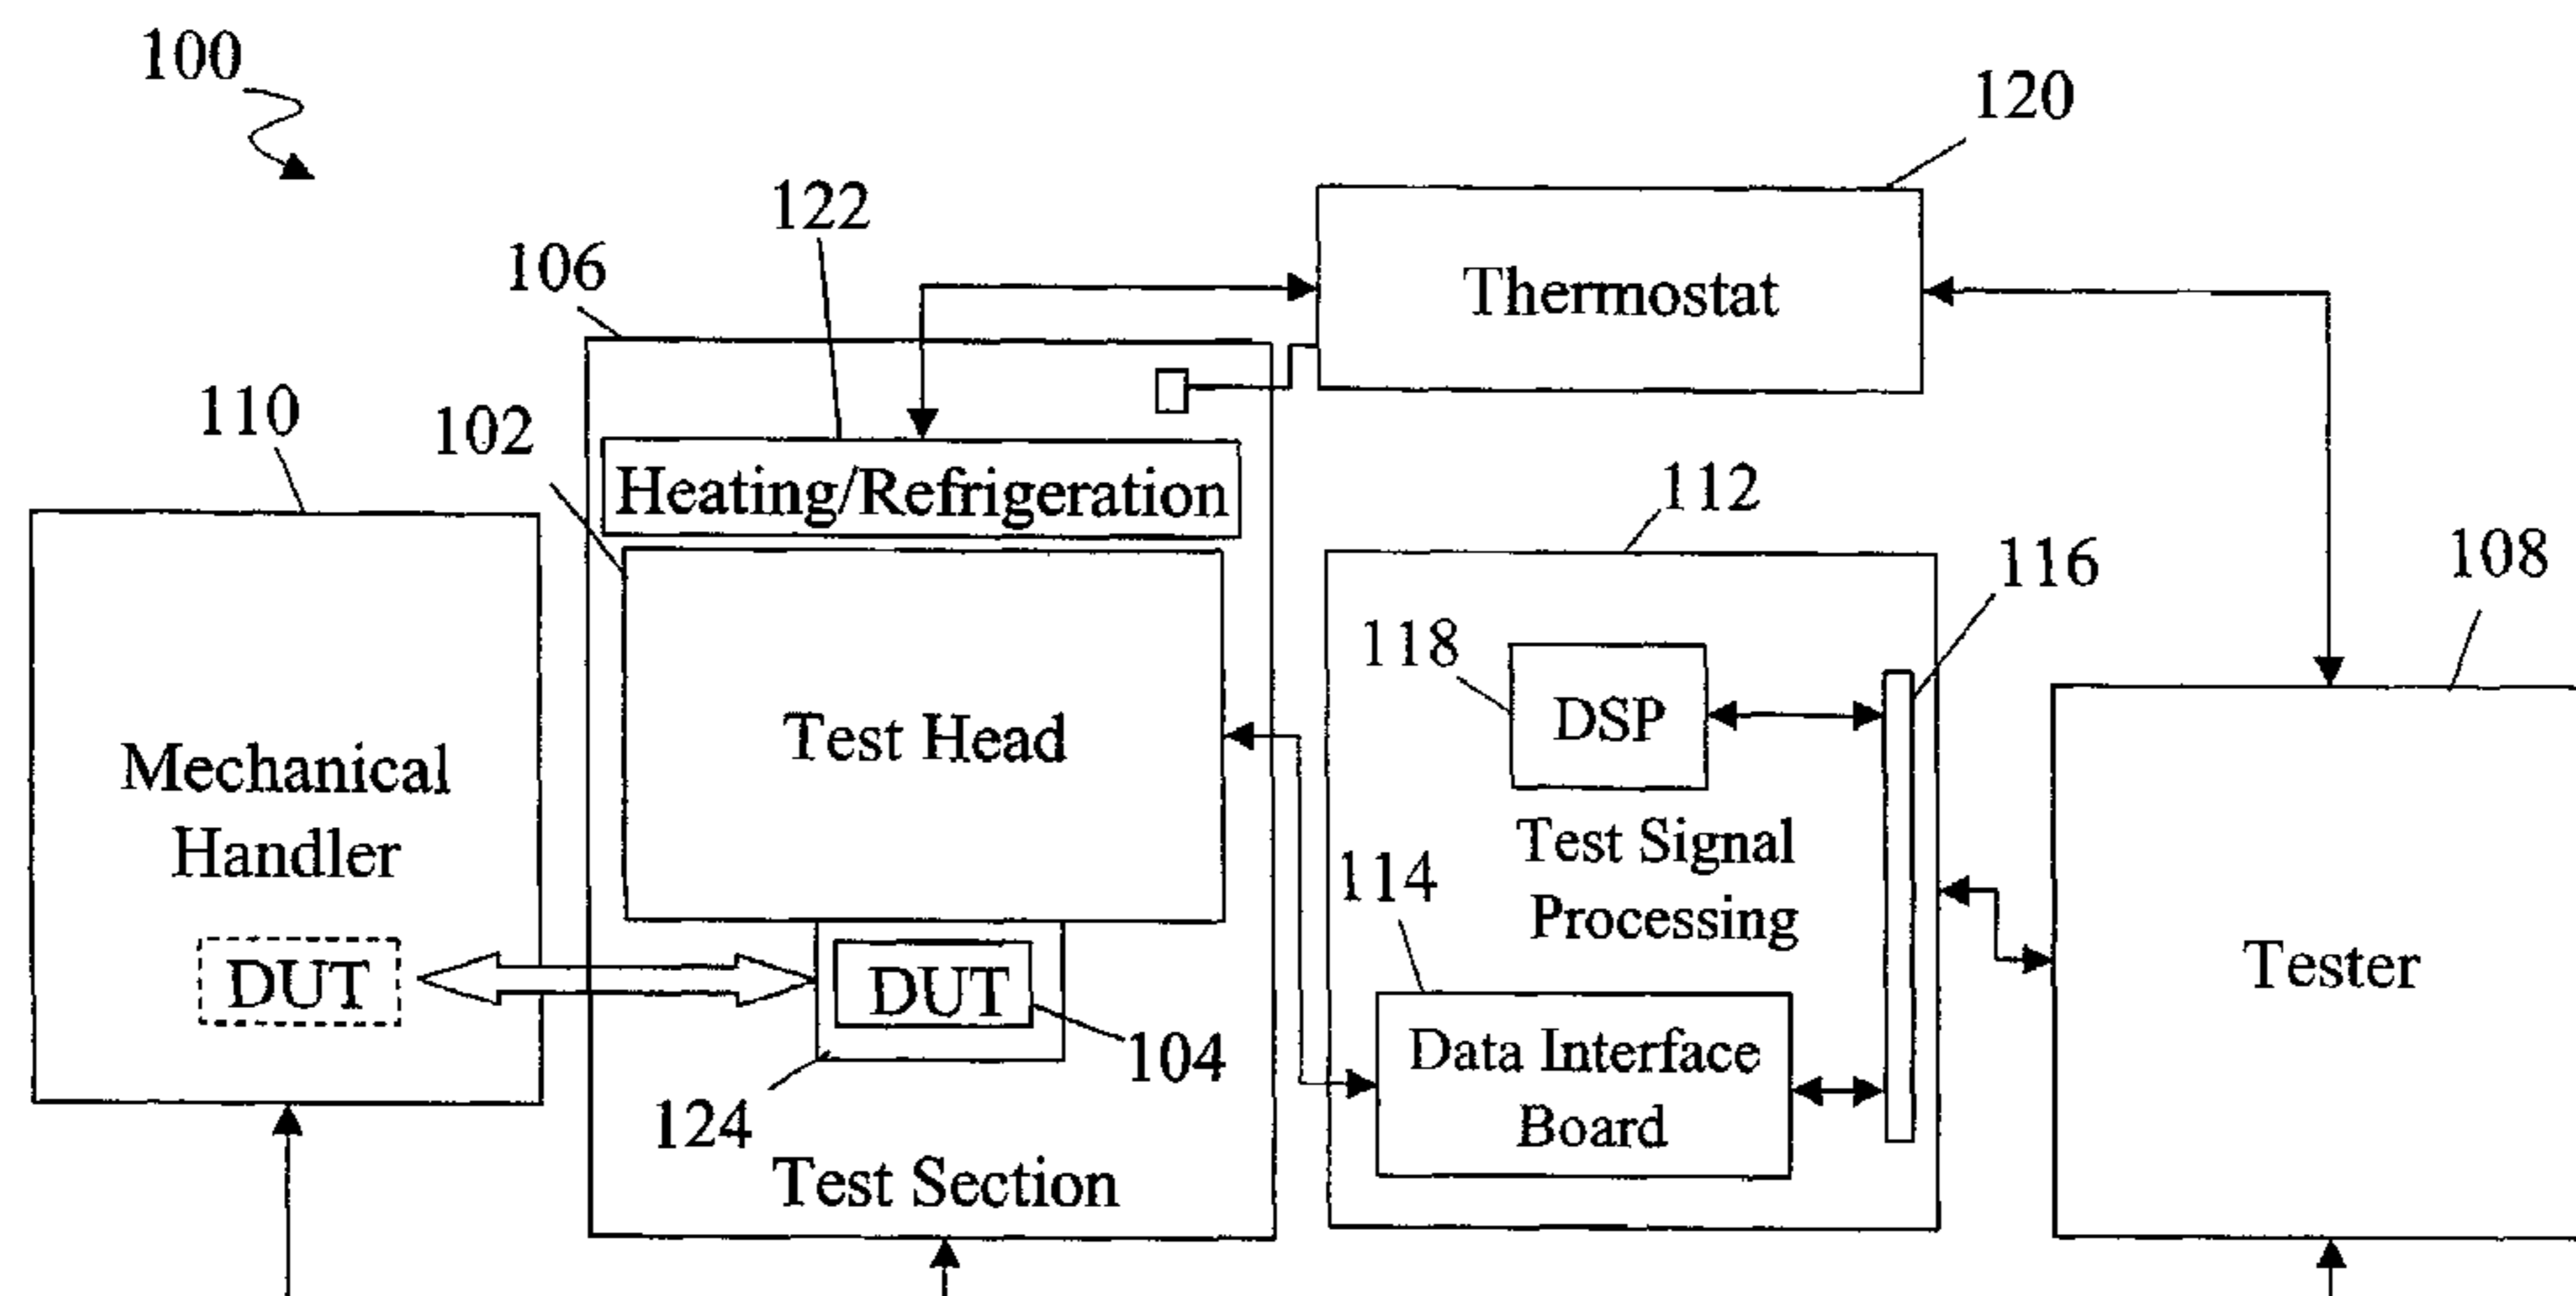 100
120
122
106
Thermostat
110
102
Heating/Refrigeration
112
116
108
118
DSP
Test Head
Mechanical
Handler
Test Signal
Processing
114
Tester
DUT
DUT
104
Data Interface
Board
124
Test Section